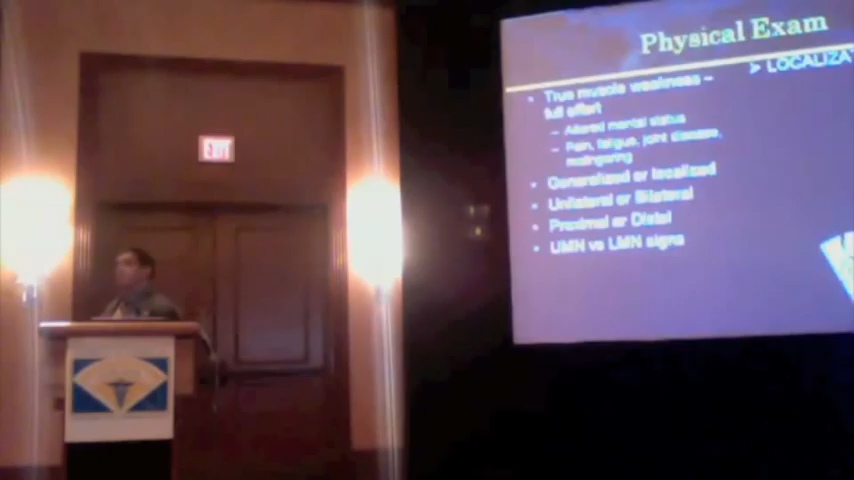 EXIT
Physical Exam
➢ LOCALIZA
• True muscle weakness –
full effort
– Altered mental status
– Pain, fatigue, joint disease,
malingering
• Generalized or localized
• Unilateral or Bilateral
• Proximal or Distal
• UMN vs LMN signs